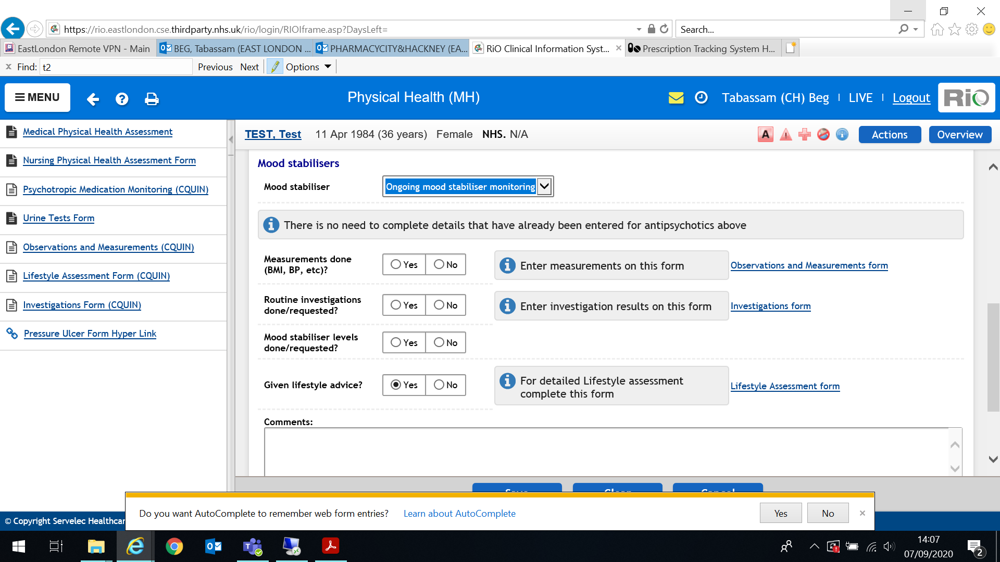 https://rio.eastlondon.cse.thirdparty.nhs.uk/rio/login/RIOIframe.asp?DaysLeft=
Search...
EastLondon Remote VPN - Main
BEG, Tabassam (EAST LONDON ...
PHARMACYCITY&HACKNEY (EA...
RiO Clinical Information Syst...
Prescription Tracking System H...
Find: t2 Previous Next Options
MENU
Physical Health (MH)
Tabassam (CH) Beg
LIVE
Logout
RiO
Medical Physical Health Assessment
Nursing Physical Health Assessment Form
Psychotropic Medication Monitoring (CQUIN)
Urine Tests Form
Observations and Measurements (CQUIN)
Lifestyle Assessment Form (CQUIN)
Investigations Form (CQUIN)
Pressure Ulcer Form Hyper Link
TEST, Test 11 Apr 1984 (36 years) Female NHS. N/A
A
Actions
Overview
Mood stabilisers
Mood stabiliser
Ongoing mood stabiliser monitoring
There is no need to complete details that have already been entered for antipsychotics above
Measurements done
(BMI, BP, etc)?
Yes No
Enter measurements on this form
Observations and Measurements form
Routine investigations
done/requested?
Yes No
Enter investigation results on this form
Investigations form
Mood stabiliser levels
done/requested?
Yes No
Given lifestyle advice?
Yes No
For detailed Lifestyle assessment
complete this form
Lifestyle Assessment form
Comments:
Save Clear Cancel
Do you want AutoComplete to remember web form entries? Learn about AutoComplete
Yes No
© Copyright Servelec Healthcar
14:07
07/09/2020
2